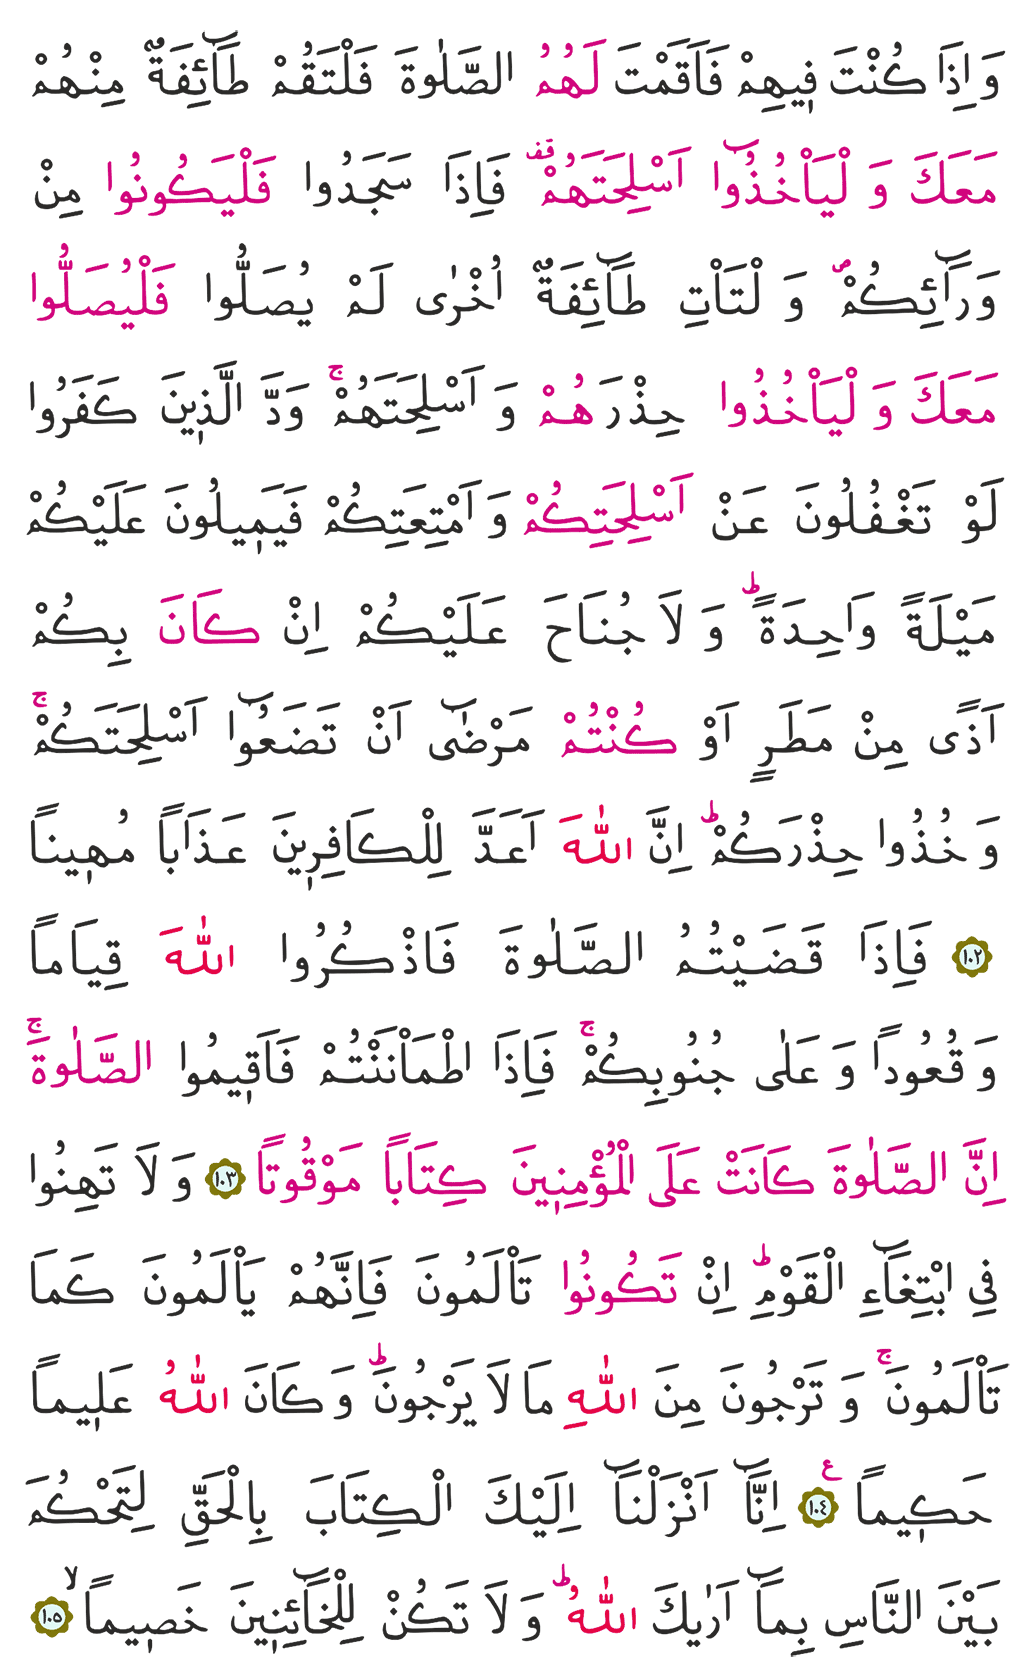 وَاِذَا كُنْتَ ف۪يهِمْ فَاَقَمْتَ لَهُمُ الصَّلٰوةَ فَلْتَقُمْ طَٓائِفَةٌ مِنْهُمْ
مَعَكَ وَ لْيَأْخُذُٓوا اَسْلِحَتَهُمْ۠ فَاِذَا سَجَدُوا فَلْيَكُونُوا مِنْ
وَرَٓائِكُمْۖ وَ لْتَأْتِ طَٓائِفَةٌ اُخْرٰى لَمْ يُصَلُّوا فَلْيُصَلُّوا
مَعَكَ وَ لْيَأْخُذُوا حِذْرَهُمْ وَ اَسْلِحَتَهُمْۚ وَدَّ الَّذ۪ينَ كَفَرُوا
لَوْ تَغْفُلُونَ عَنْ اَسْلِحَتِكُمْ وَ اَمْتِعَتِكُمْ فَيَم۪يلُونَ عَلَيْكُمْ
مَيْلَةً وَاحِدَةًۜ وَ لَا جُنَاحَ عَلَيْكُمْ اِنْ كَانَ بِكُمْ
اَذًى مِنْ مَطَرٍ اَوْ كُنْتُمْ مَرْضٰٓى اَنْ تَضَعُٓوا اَسْلِحَتَكُمْۚ
وَ خُذُوا حِذْرَكُمْۜ اِنَّ اللّٰهَ اَعَدَّ لِلْكَافِر۪ينَ عَذَاباً مُه۪يناً
﴿١٠٢﴾ فَاِذَا قَضَيْتُمُ الصَّلٰوةَ فَاذْكُرُوا اللّٰهَ قِيَاماً
وَ قُعُوداً وَ عَلٰى جُنُوبِكُمْۚ فَاِذَا اطْمَأْنَنْتُمْ فَاَق۪يمُوا الصَّلٰوةَۚ
اِنَّ الصَّلٰوةَ كَانَتْ عَلَى الْمُؤْمِن۪ينَ كِتَاباً مَوْقُوتاً ﴿١٠٣﴾ وَ لَا تَهِنُوا
فِي ابْتِغَٓاءِ الْقَوْمِۜ اِنْ تَكُونُوا تَأْلَمُونَ فَاِنَّهُمْ يَأْلَمُونَ كَمَا
تَأْلَمُونَۚ وَ تَرْجُونَ مِنَ اللّٰهِ مَا لَا يَرْجُونَۜ وَ كَانَ اللّٰهُ عَل۪يماً
حَك۪يماً ﴿١٠٤﴾ ع اِنَّٓا اَنْزَلْنَٓا اِلَيْكَ الْكِتَابَ بِالْحَقِّ لِتَحْكُمَ
بَيْنَ النَّاسِ بِمَٓا اَرٰيكَ اللّٰهُۜ وَ لَا تَكُنْ لِلْخَٓائِن۪ينَ خَص۪يماًۙ ﴿١٠٥﴾